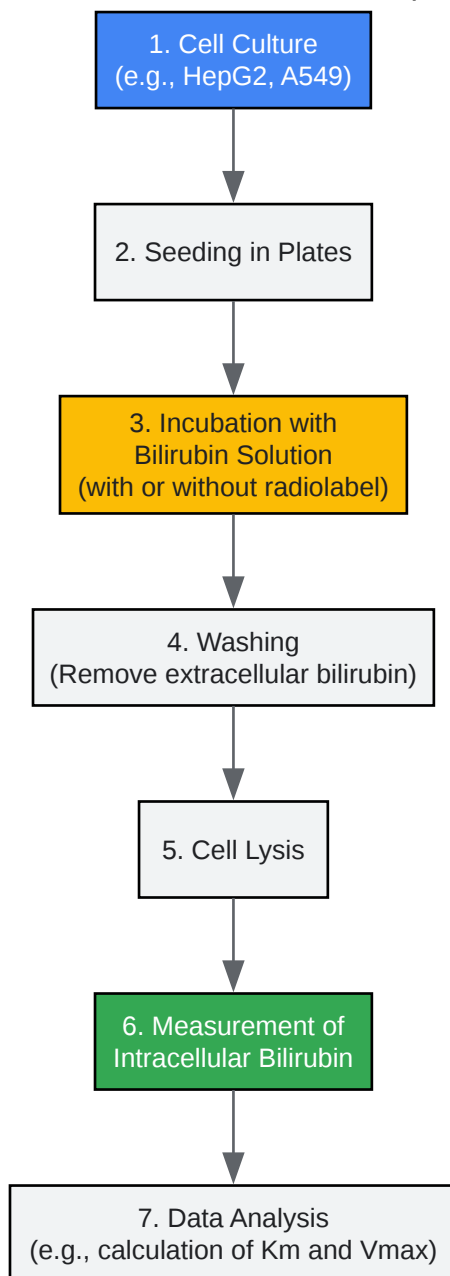 1. Cell Culture
(e.g., HepG2, A549)
2. Seeding in Plates
3. Incubation with
Bilirubin Solution
(with or without radiolabel)
4. Washing
(Remove extracellular bilirubin)
5. Cell Lysis
6. Measurement of
Intracellular Bilirubin
7. Data Analysis
(e.g., calculation of Km and Vmax)